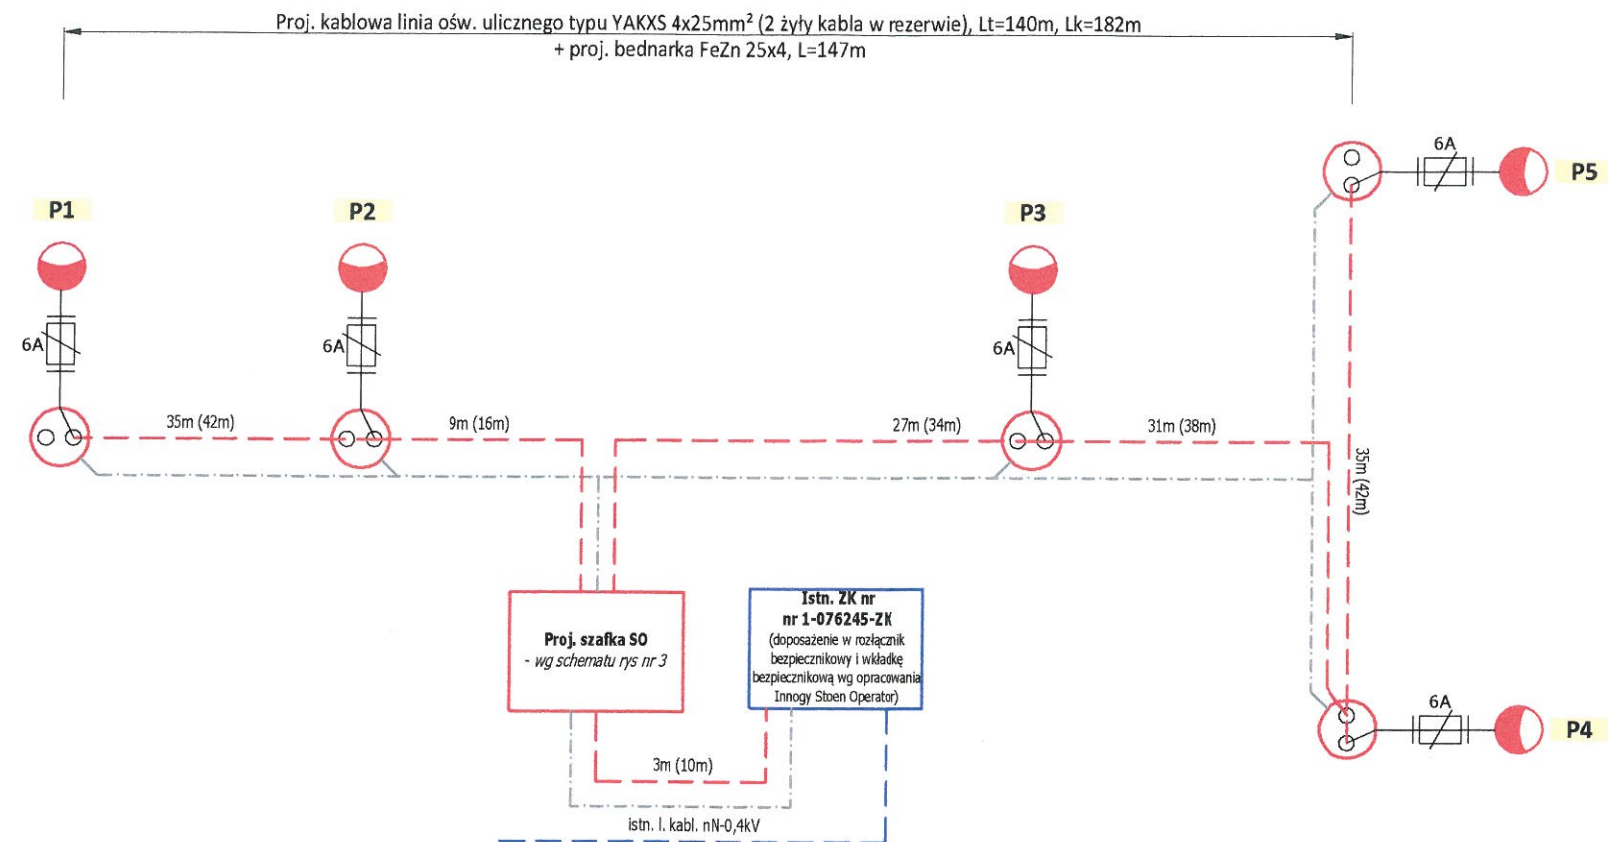 Proj. kablowa linia ośw. ulicznego typu YAKXS 4x25mm² (2 żyły kabla w rezerwie), Lt=140m, Lk=182m
+ proj. bednarka FeZn 25x4, L=147m
6A
P5
P1
P2
P3
6A
6A
6A
35m (42m)
9m (16m)
27m (34m)
31m (38m)
35m (42m)
Proj. szafka SO
- wg schematu rys nr 3
Istn. ZK nr
nr 1-076245-ZK
(doposażenie w rozłącznik
bezpiecznikowy i wkładkę
bezpiecznikową wg opracowania
Innogy Stoen Operator)
6A
P4
3m (10m)
istn. l. kabl. nN-0,4kV